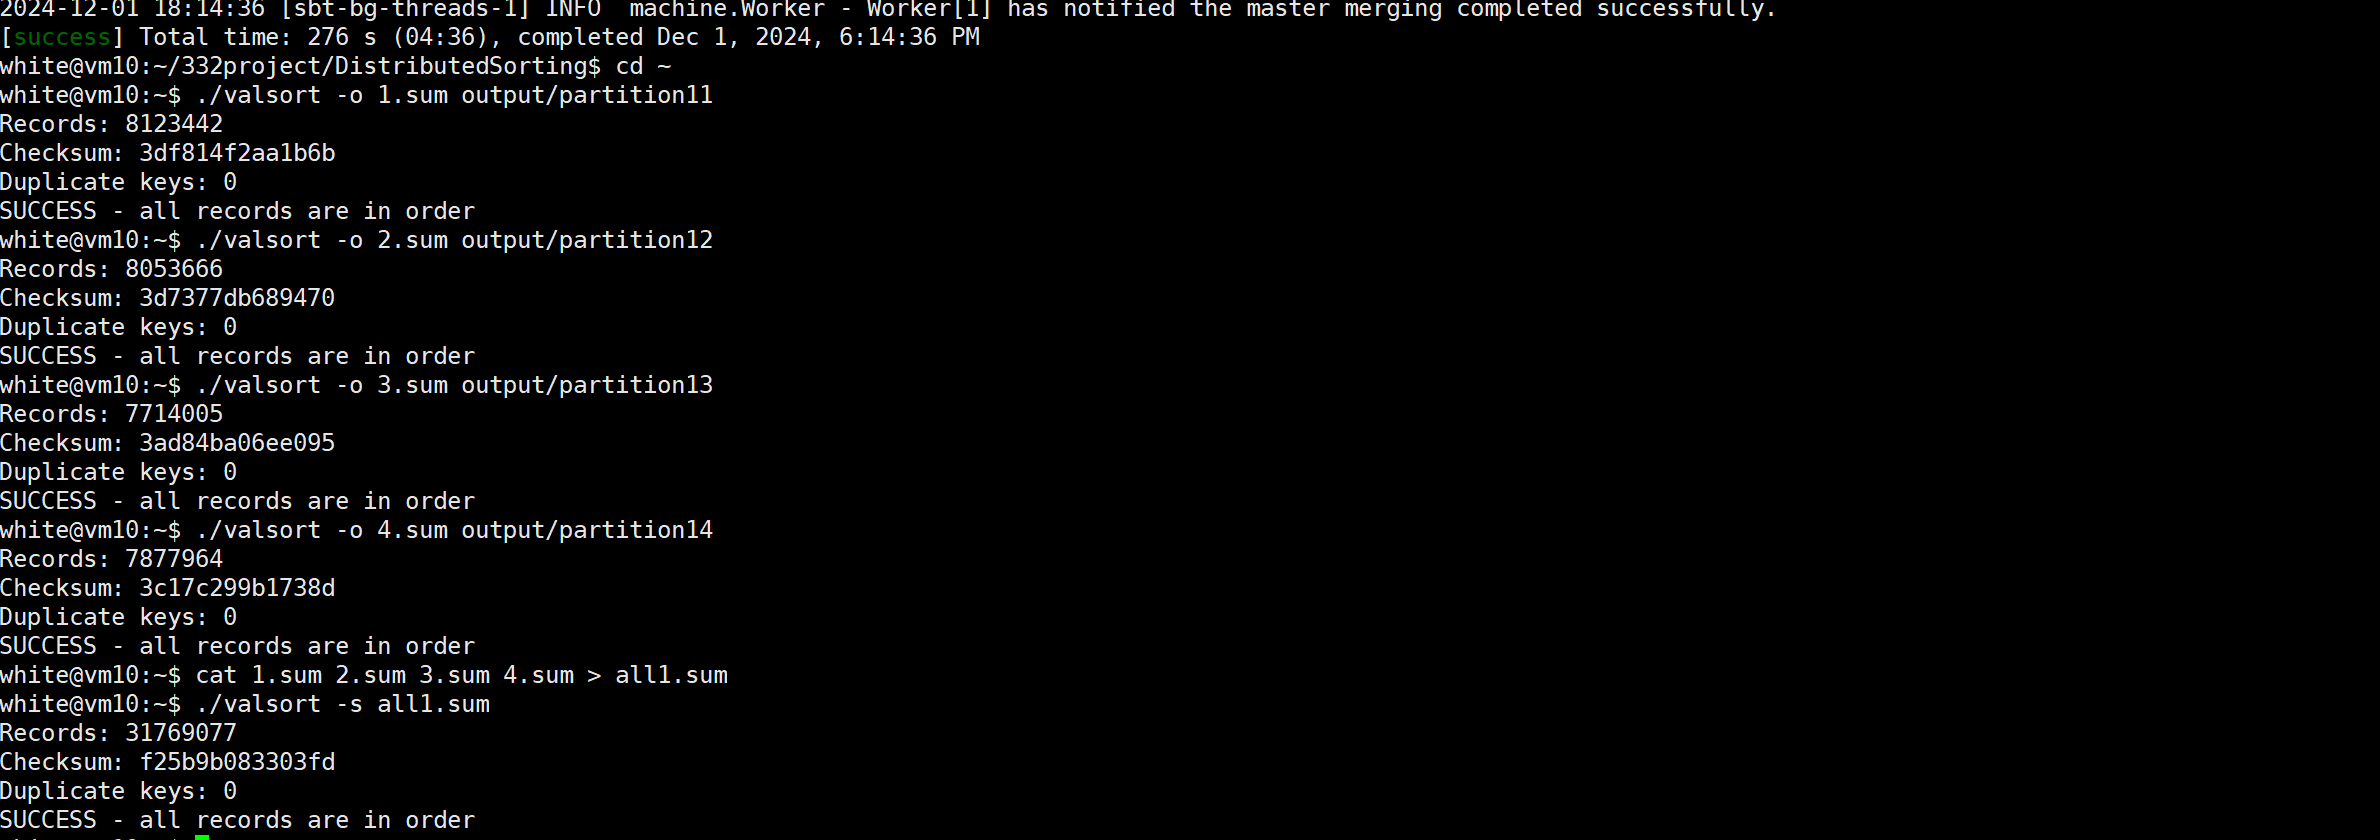 2024-12-01 18:14:36 [sbt-bg-threads-1] INFO  machine.Worker - Worker[1] has notified the master merging completed successfully.
[success] Total time: 276 s (04:36), completed Dec 1, 2024, 6:14:36 PM
white@vm10:~/332project/DistributedSorting$ cd ~
white@vm10:~$ ./valsort -o 1.sum output/partition11
Records: 8123442
Checksum: 3df814f2aa1b6b
Duplicate keys: 0
SUCCESS - all records are in order
white@vm10:~$ ./valsort -o 2.sum output/partition12
Records: 8053666
Checksum: 3d7377db689470
Duplicate keys: 0
SUCCESS - all records are in order
white@vm10:~$ ./valsort -o 3.sum output/partition13
Records: 7714005
Checksum: 3ad84ba06ee095
Duplicate keys: 0
SUCCESS - all records are in order
white@vm10:~$ ./valsort -o 4.sum output/partition14
Records: 7877964
Checksum: 3c17c299b1738d
Duplicate keys: 0
SUCCESS - all records are in order
white@vm10:~$ cat 1.sum 2.sum 3.sum 4.sum > all1.sum
white@vm10:~$ ./valsort -s all1.sum
Records: 31769077
Checksum: f25b9b083303fd
Duplicate keys: 0
SUCCESS - all records are in order